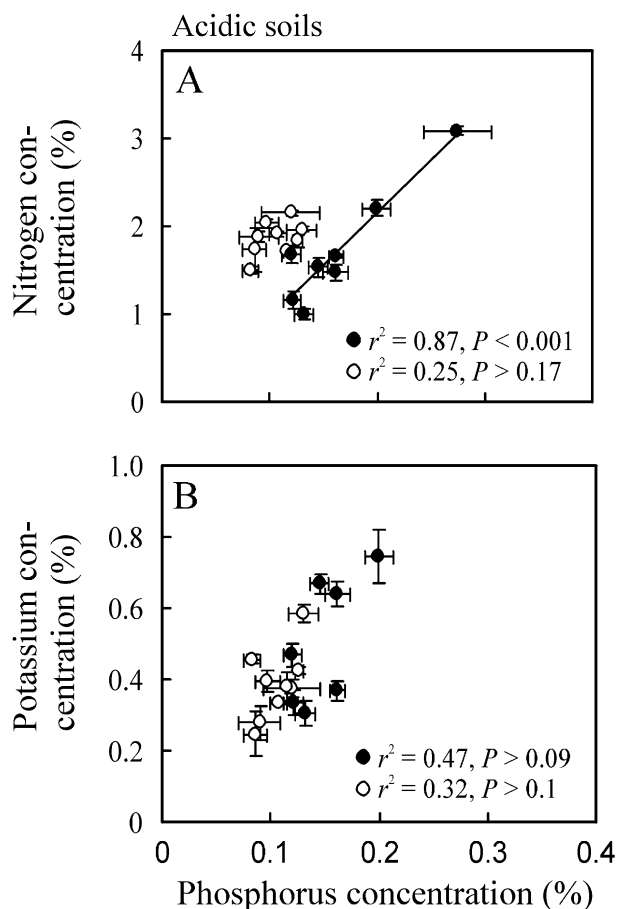 Acidic soils
A
Nitrogen con-
centration (%)
4
3
2
1
0
r² = 0.87, P < 0.001
r² = 0.25, P > 0.17
B
Potassium con-
centration (%)
1.0
0.8
0.6
0.4
0.2
0
r² = 0.47, P > 0.09
r² = 0.32, P > 0.1
0 0.1 0.2 0.3 0.4
Phosphorus concentration (%)